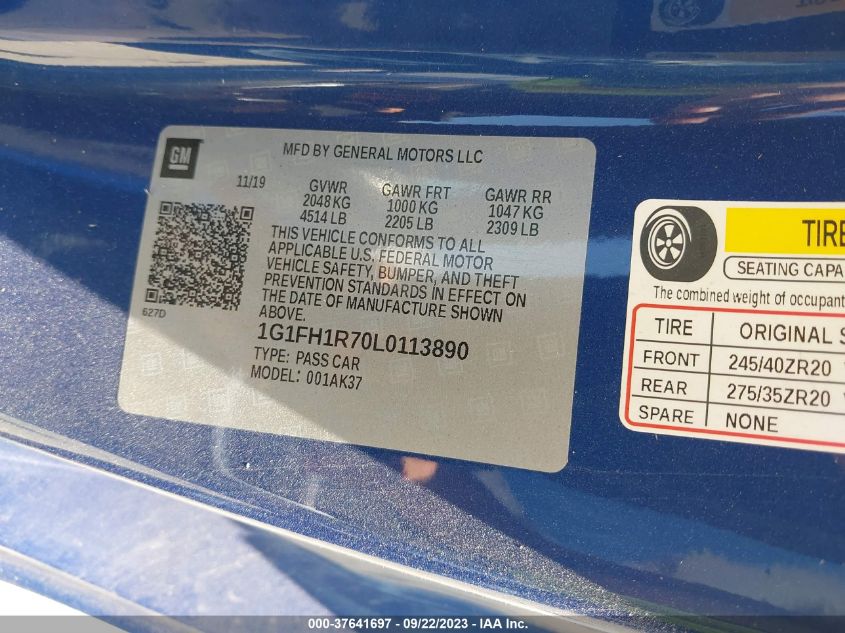 GM
MFD BY GENERAL MOTORS LLC
11/19
GVWR GAWR FRT GAWR RR
2048 KG 1000 KG 1047 KG
4514 LB 2205 LB 2309 LB
THIS VEHICLE CONFORMS TO ALL
APPLICABLE U.S. FEDERAL MOTOR
VEHICLE SAFETY, BUMPER, AND THEFT
PREVENTION STANDARDS IN EFFECT ON
THE DATE OF MANUFACTURE SHOWN
ABOVE.
627D
1G1FH1R70L0113890
TYPE: PASS CAR
MODEL: 001AK37
TIRE
SEATING CAPA
The combined weight of occupant
TIRE ORIGINAL S
FRONT 245/40ZR20
REAR 275/35ZR20
SPARE NONE
000-37641697 - 09/22/2023 - IAA Inc.